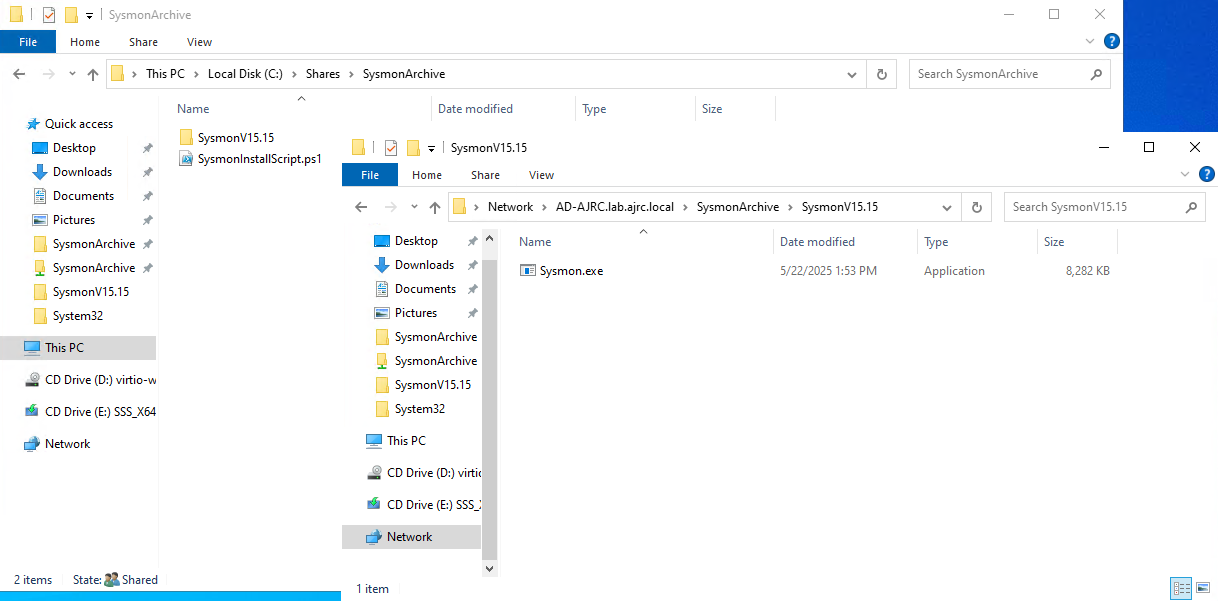 SysmonArchive
File Home Share View
This PC Local Disk (C:) Shares SysmonArchive
Search SysmonArchive
Name Date modified Type Size
Quick access
Desktop
Downloads
Documents
Pictures
SysmonArchive
SysmonArchive
SysmonV15.15
System32
This PC
CD Drive (D:) virtio-w
CD Drive (E:) SSS_X64
Network
SysmonV15.15
SysmonInstallScript.ps1
2 items State: Shared
SysmonV15.15
File Home Share View
Network AD-AJRC.lab.ajrc.local SysmonArchive SysmonV15.15
Search SysmonV15.15
Name Date modified Type Size
Desktop
Downloads
Documents
Pictures
SysmonArchive
SysmonArchive
SysmonV15.15
System32
This PC
CD Drive (D:) virtio
CD Drive (E:) SSS_X
Network
Sysmon.exe 5/22/2025 1:53 PM Application 8,282 KB
1 item